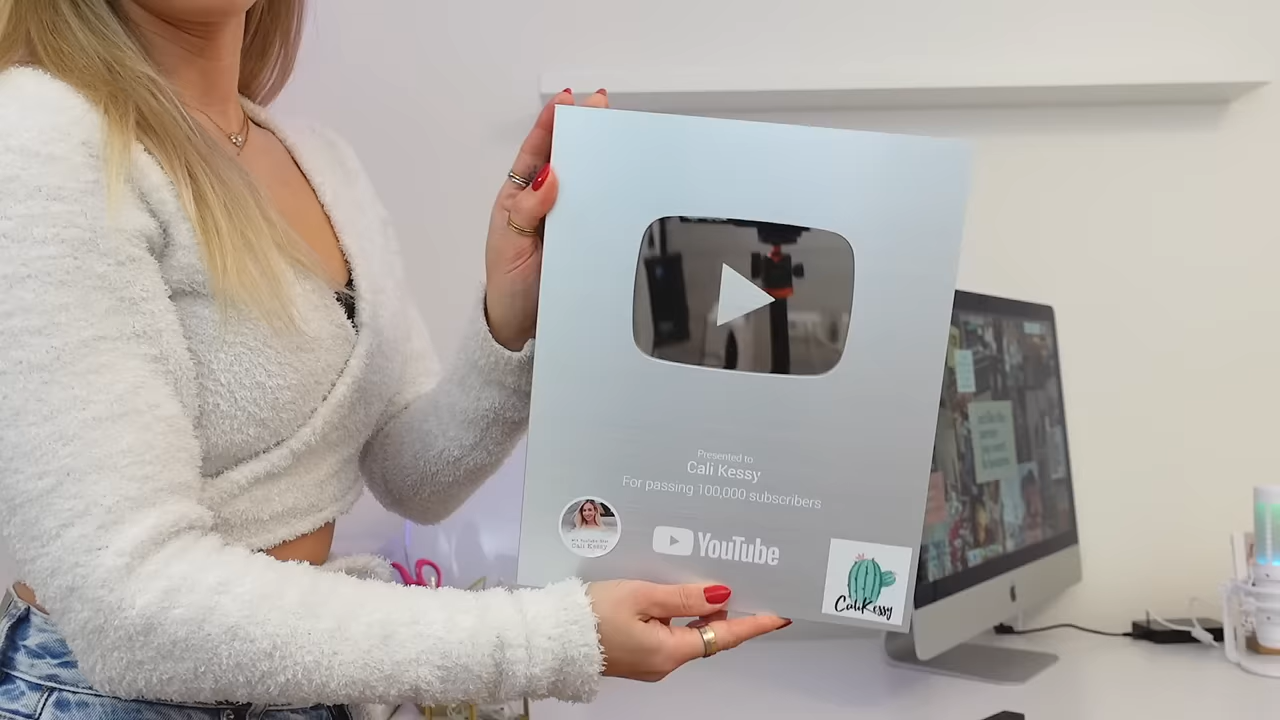 Presented to
Cali Kessy
For passing 100,000 subscribers
Cali Kessy
YouTube
CaliKessy